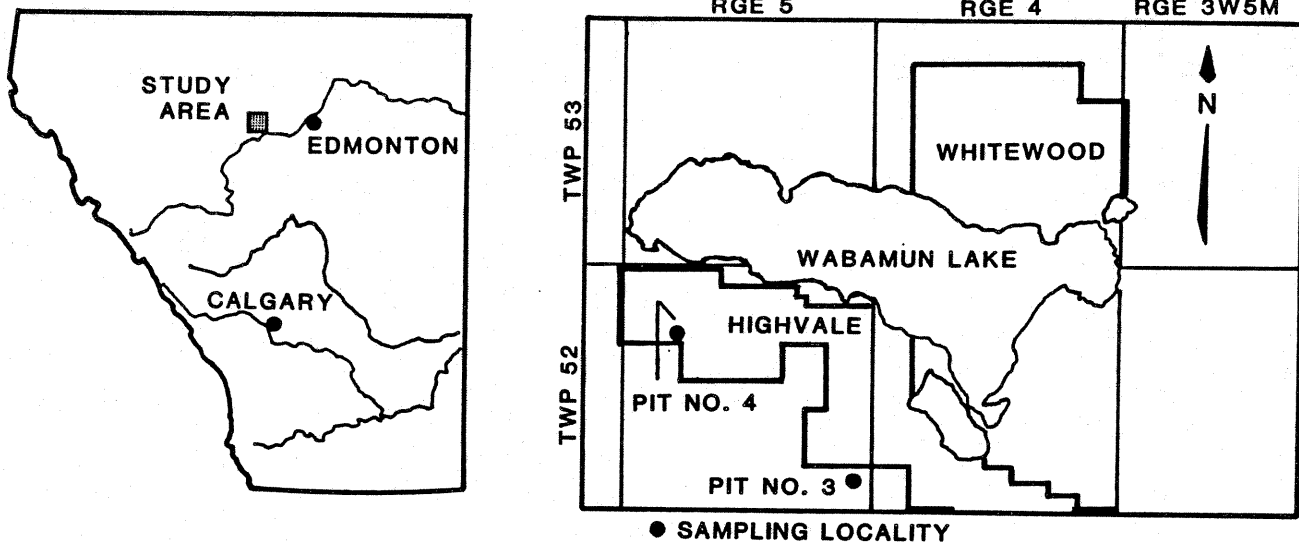 STUDY
AREA
EDMONTON
CALGARY
RGE 5
RGE 4
RGE 3W5M
TWP 53
TWP 52
N
WHITEWOOD
WABAMUN LAKE
HIGHVALE
PIT NO. 4
PIT NO. 3
SAMPLING LOCALITY